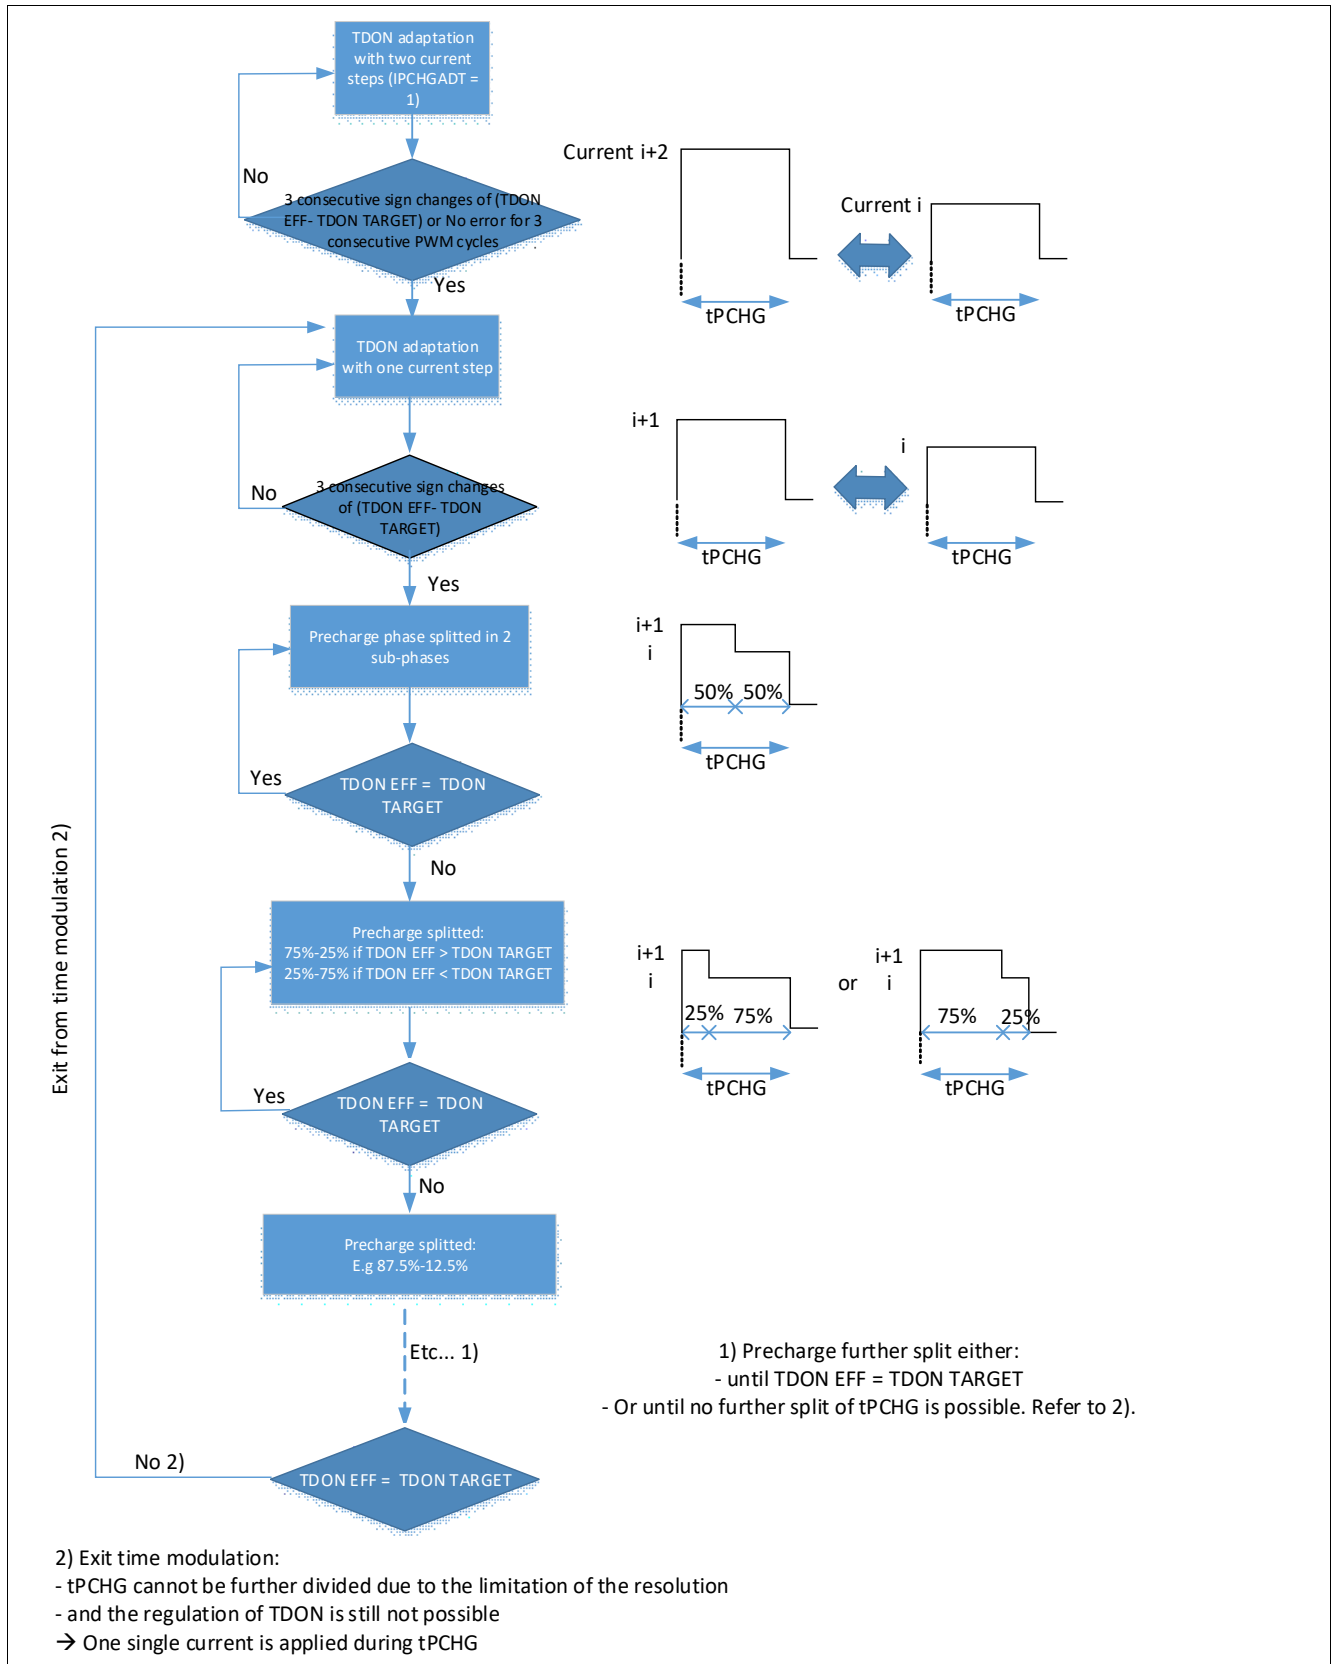 TDON adaptation
with two current
steps (IPCHGADT =
1)
No
3 consecutive sign changes of (TDON
EFF- TDON TARGET) or No error for 3
consecutive PWM cycles
Yes
Current i+2
Current i
tPCHG
tPCHG
TDON adaptation
with one current step
i+1
i
No
3 consecutive sign changes
of (TDON EFF- TDON
TARGET)
tPCHG
tPCHG
Yes
Precharge phase splitted in 2
sub-phases
i+1
i
50%
50%
tPCHG
Yes
TDON EFF = TDON
TARGET
No
Exit from time modulation 2)
Precharge splitted:
75%-25% if TDON EFF > TDON TARGET
25%-75% if TDON EFF < TDON TARGET
i+1
i
25%
75%
tPCHG
or
i+1
i
75%
25%
tPCHG
Yes
TDON EFF = TDON
TARGET
No
Precharge splitted:
E.g 87.5%-12.5%
Etc... 1)
1) Precharge further split either:
- until TDON EFF = TDON TARGET
- Or until no further split of tPCHG is possible. Refer to 2).
No 2)
TDON EFF = TDON TARGET
2) Exit time modulation:
- tPCHG cannot be further divided due to the limitation of the resolution
- and the regulation of TDON is still not possible
→ One single current is applied during tPCHG